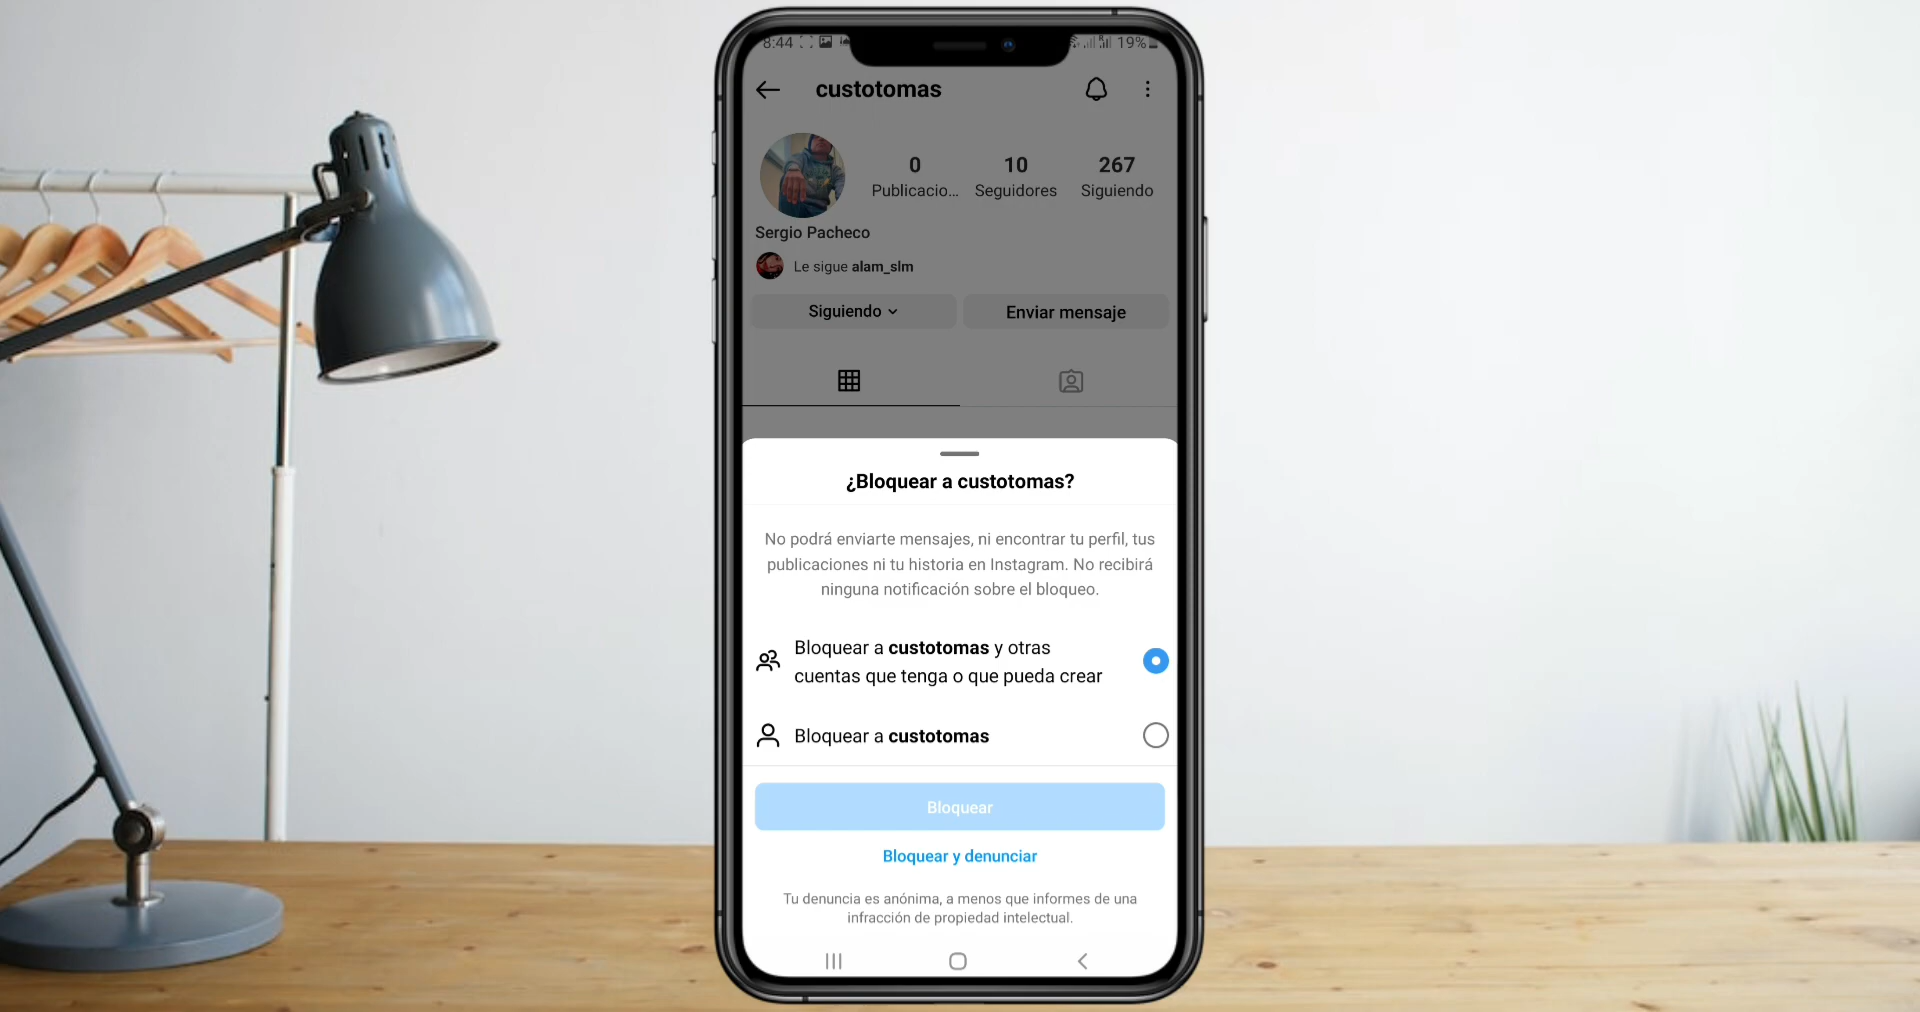 8:44 19%
custotomas
0 10 267
Publicacio... Seguidores Siguiendo
Sergio Pacheco
Le sigue alam_slm
Siguiendo Enviar mensaje
¿Bloquear a custotomas?
No podrá enviarte mensajes, ni encontrar tu perfil, tus
publicaciones ni tu historia en Instagram. No recibirá
ninguna notificación sobre el bloqueo.
Bloquear a custotomas y otras
cuentas que tenga o que pueda crear
Bloquear a custotomas
Bloquear
Bloquear y denunciar
Tu denuncia es anónima, a menos que informes de una
infracción de propiedad intelectual.